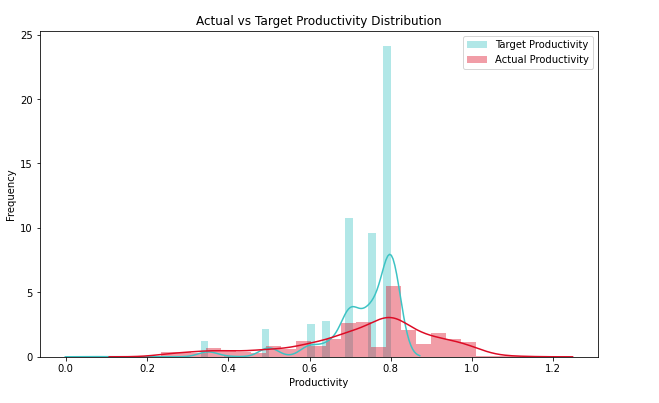 Actual vs Target Productivity Distribution
Target Productivity
Actual Productivity
Frequency
25
20
15
10
5
0
0.0 0.2 0.4 0.6 0.8 1.0 1.2
Productivity